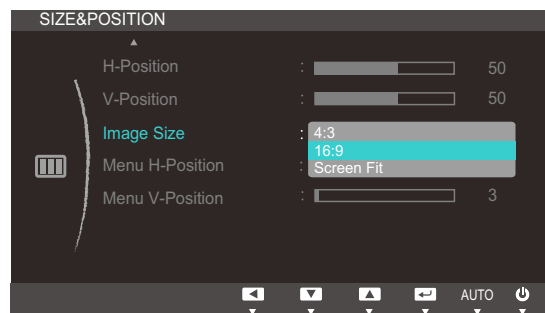 SIZE&POSITION
H-Position : 50
V-Position : 50
Image Size : 4:3
16:9
Screen Fit
Menu H-Position :
Menu V-Position : 3
AUTO